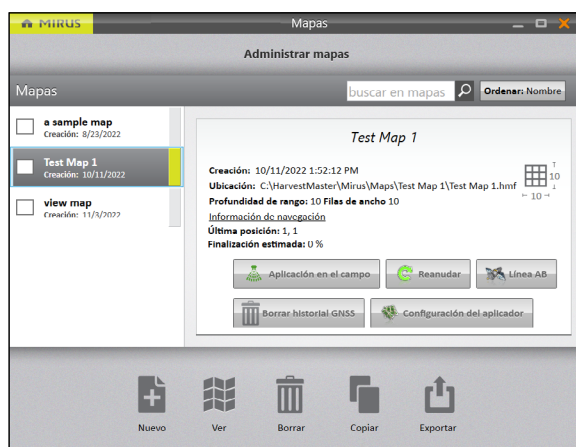 MIRUS
Mapas
Administrar mapas
Mapas
buscar en mapas
Ordenar: Nombre
a sample map
Creación: 8/23/2022
Test Map 1
Creación: 10/11/2022
view map
Creación: 11/3/2022
Test Map 1
Creación: 10/11/2022 1:52:12 PM
Ubicación: C:\HarvestMaster\Mirus\Maps\Test Map 1\Test Map 1.hmf
Profundidad de rango: 10 Filas de ancho 10
10
10
Información de navegación
Última posición: 1, 1
Finalización estimada: 0 %
Aplicación en el campo
Reanudar
Línea AB
Borrar historial GNSS
Configuración del aplicador
Nuevo
Ver
Borrar
Copiar
Exportar